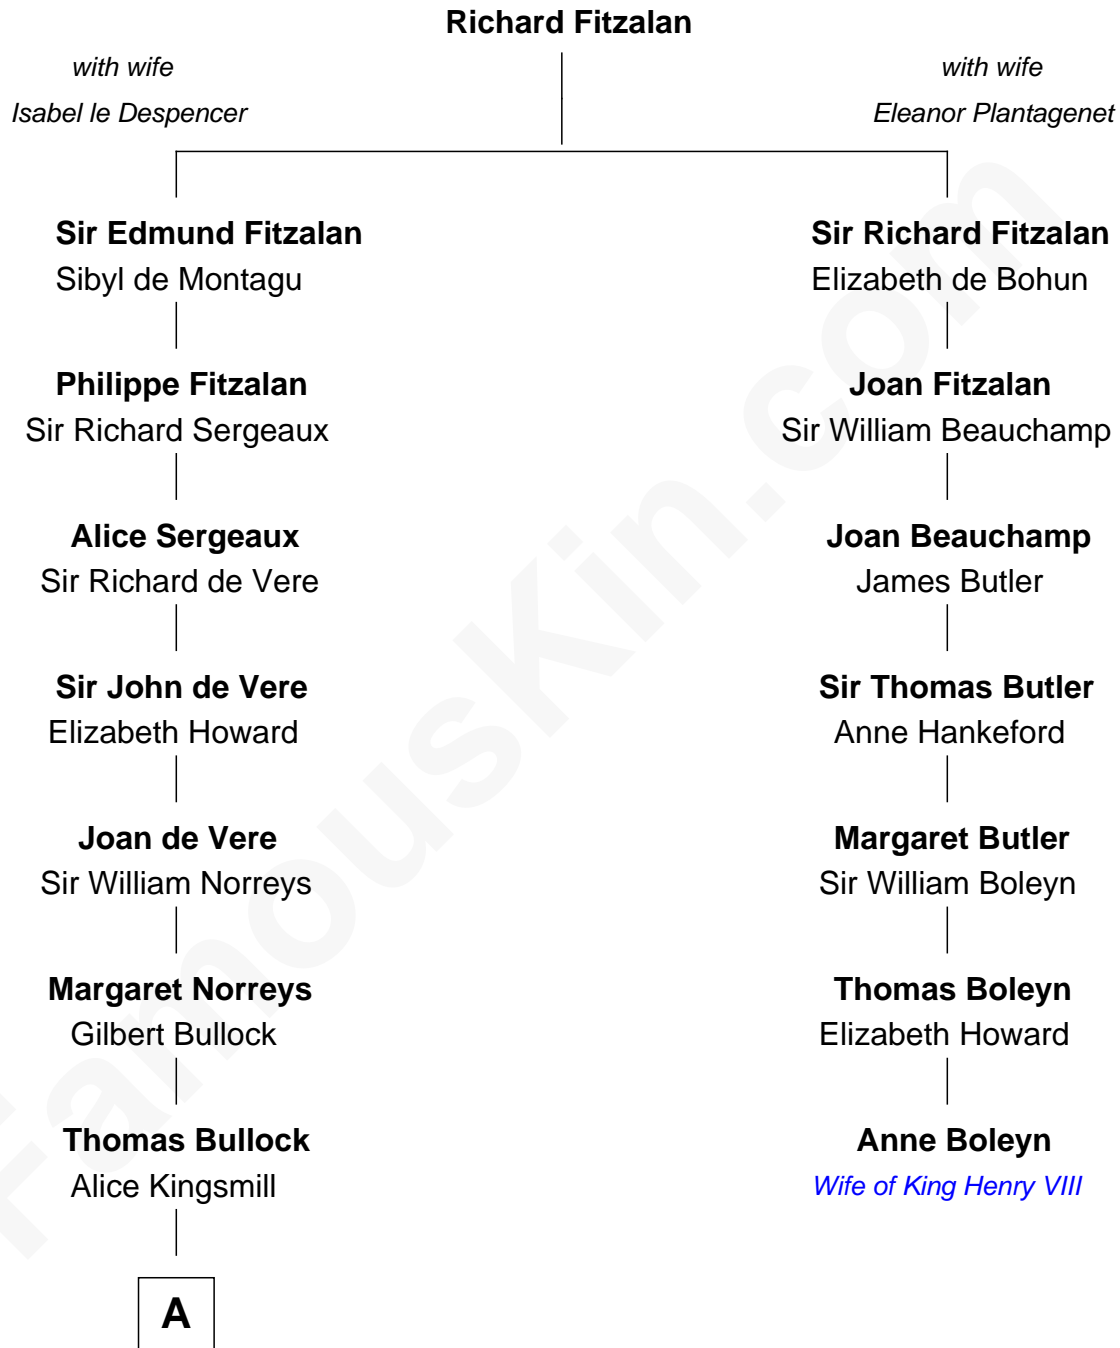 Richard Fitzalan
with wife
Isabel le Despencer
with wife
Eleanor Plantagenet
Sir Edmund Fitzalan
Sibyl de Montagu
Sir Richard Fitzalan
Elizabeth de Bohun
Philippe Fitzalan
Sir Richard Sergeaux
Joan Fitzalan
Sir William Beauchamp
Alice Sergeaux
Sir Richard de Vere
Joan Beauchamp
James Butler
Sir John de Vere
Elizabeth Howard
Sir Thomas Butler
Anne Hankeford
Joan de Vere
Sir William Norreys
Margaret Butler
Sir William Boleyn
Margaret Norreys
Gilbert Bullock
Thomas Boleyn
Elizabeth Howard
Thomas Bullock
Alice Kingsmill
Anne Boleyn
Wife of King Henry VIII
A
FamousKin.com